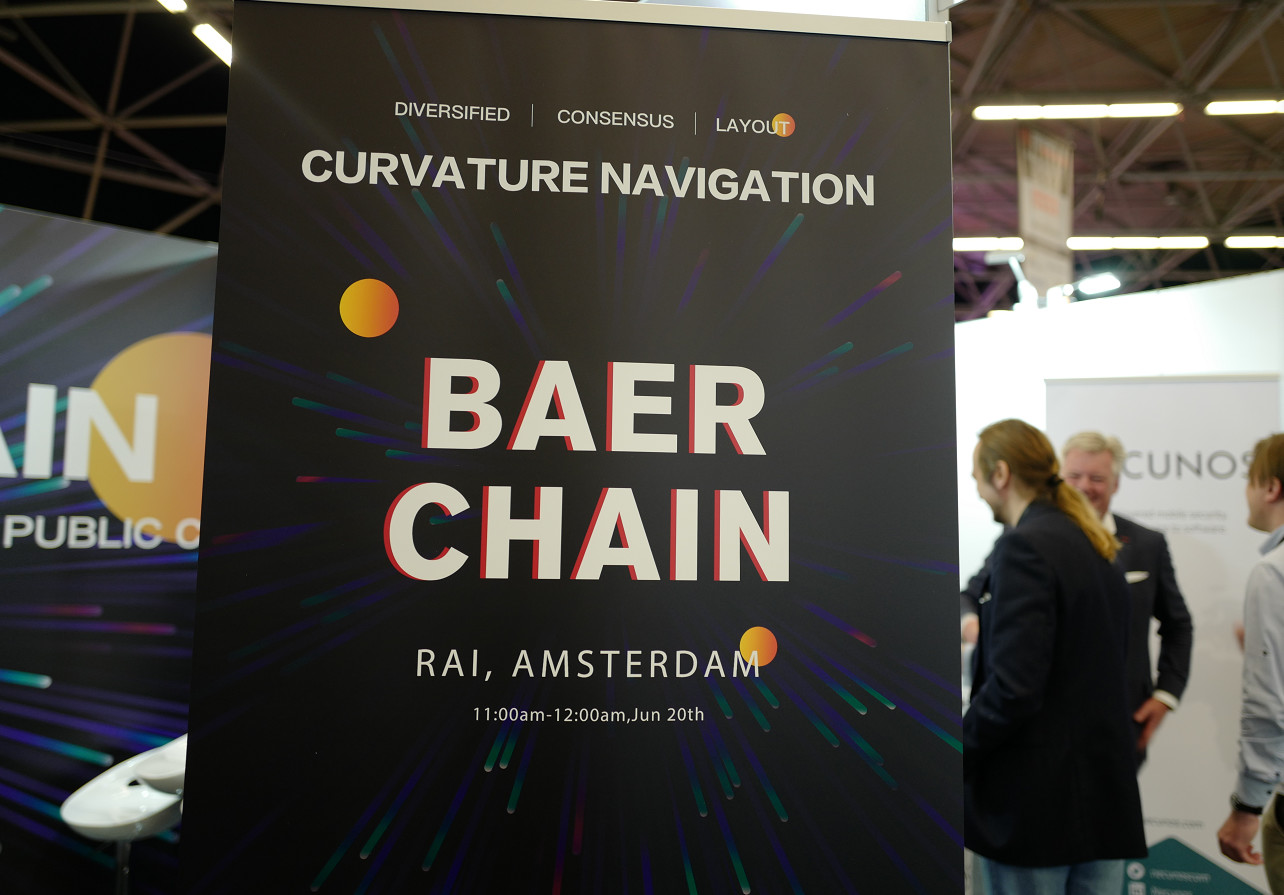 DIVERSIFIED | CONSENSUS | LAYOUT
CURVATURE NAVIGATION
BAER
CHAIN
RAI, AMSTERDAM
11:00am-12:00am,Jun 20th
AIN
PUBLIC C
CUNOS